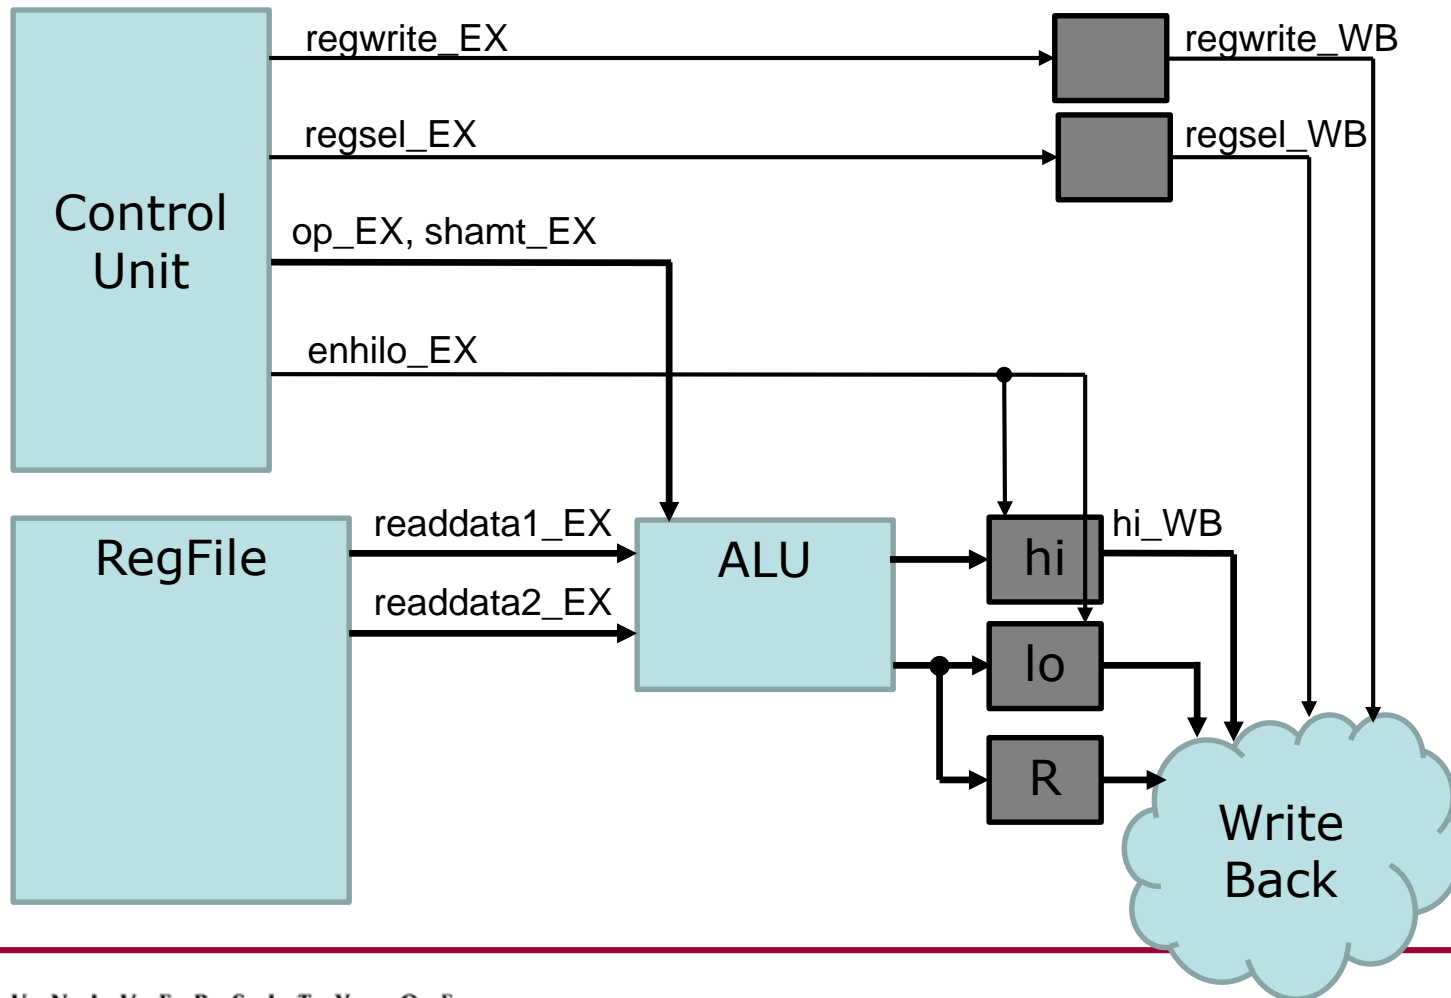 regwrite_EX
regwrite_WB
regsel_EX
regsel_WB
Control
Unit
op_EX, shamt_EX
enhilo_EX
RegFile
readdata1_EX
readdata2_EX
ALU
hi
hi_WB
lo
R
Write
Back
U N I V E R S I T Y O F